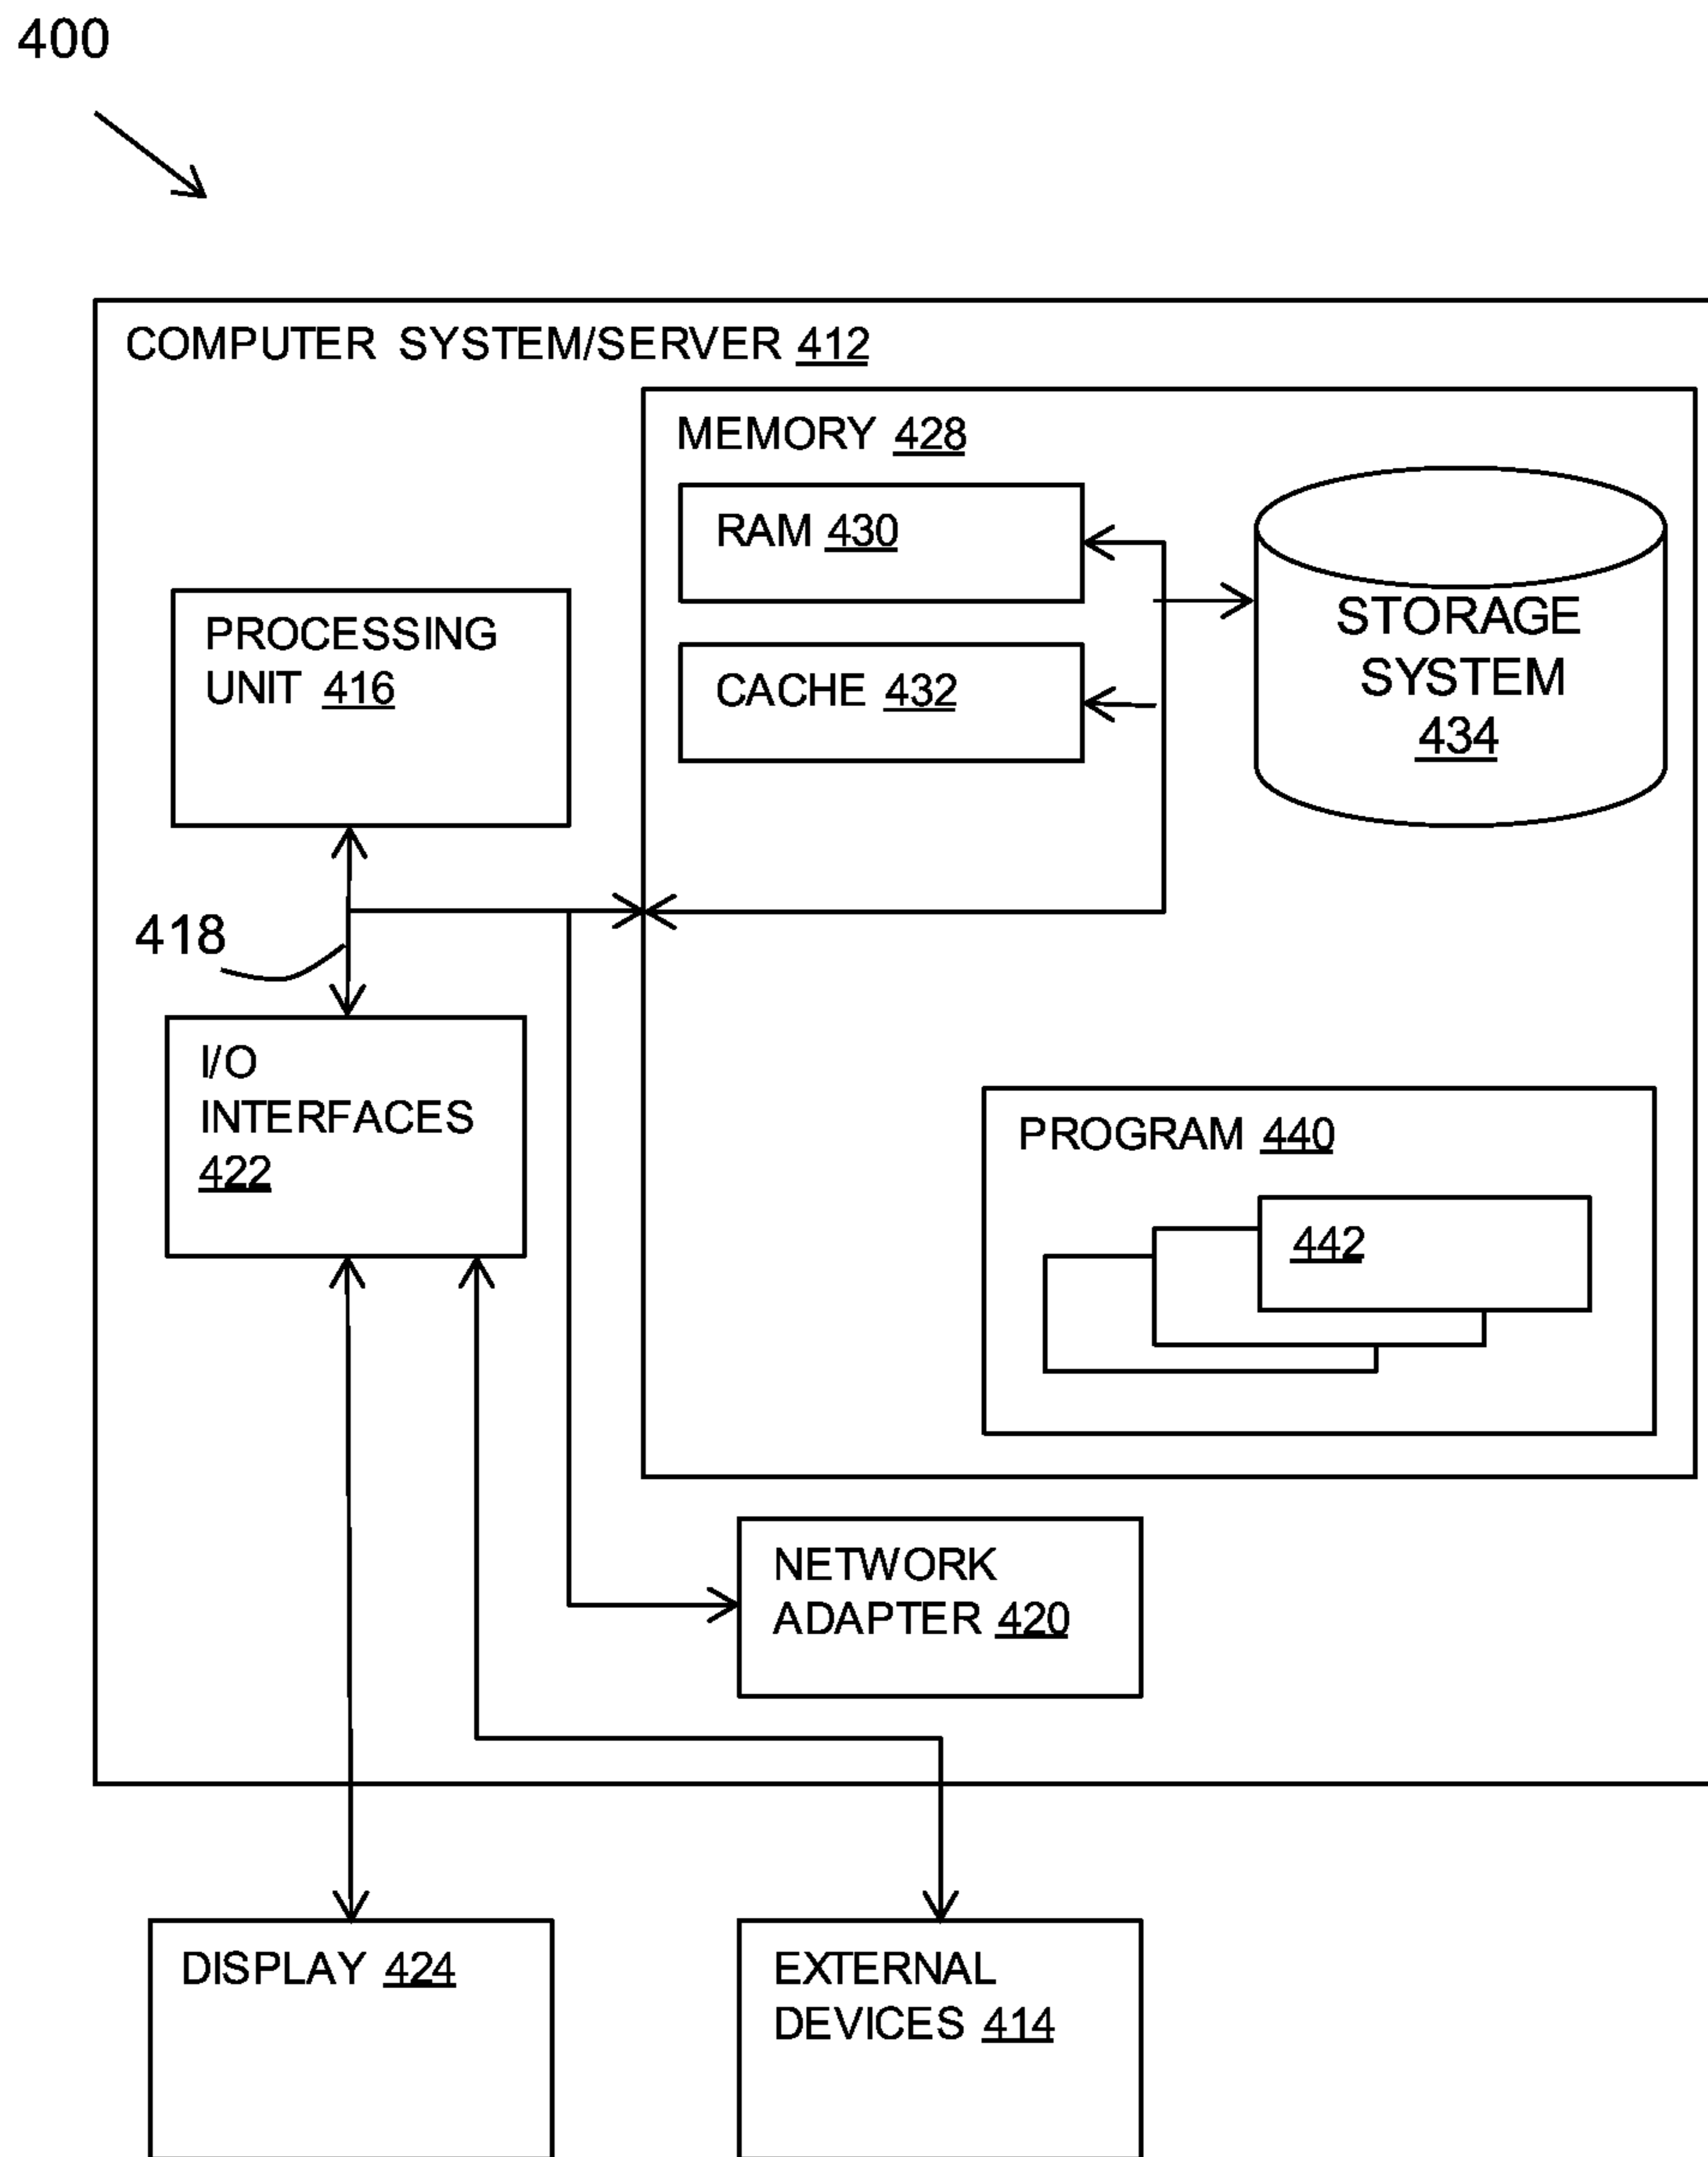 400
COMPUTER SYSTEM/SERVER 412
MEMORY 428
RAM 430
STORAGE
SYSTEM
434
PROCESSING
UNIT 416
CACHE 432
418
I/O
INTERFACES
422
PROGRAM 440
442
NETWORK
ADAPTER 420
DISPLAY 424
EXTERNAL
DEVICES 414